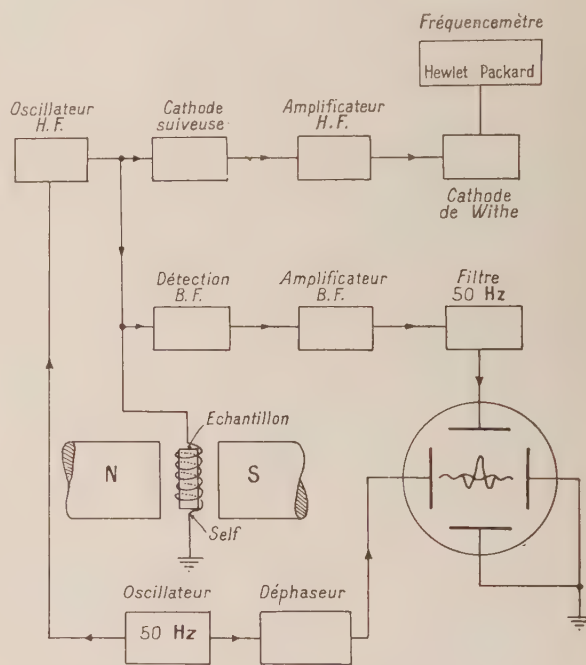 Fréquencemètre
Hewlet Packard
Oscillateur
H.F.
Cathode
suiveuse
Amplificateur
H.F.
Cathode
de Withe
Détection
B.F.
Amplificateur
B.F.
Filtre
50 Hz
Echantillon
N
S
Self
Oscillateur
50 Hz
Déphaseur